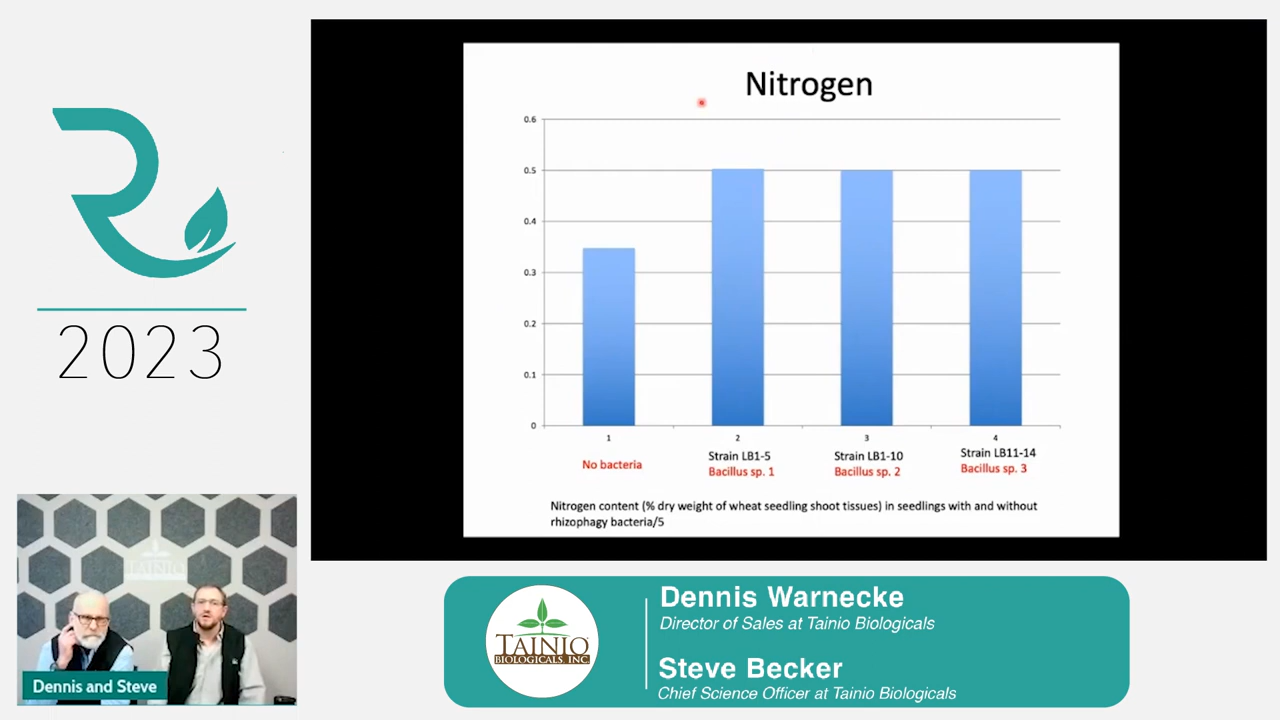 2023
Nitrogen
0.6
0.5
0.4
0.3
0.2
0.1
0
1
2
3
4
No bacteria
Strain LB1-5
Bacillus sp. 1
Strain LB1-10
Bacillus sp. 2
Strain LB11-14
Bacillus sp. 3
Nitrogen content (% dry weight of wheat seedling shoot tissues) in seedlings with and without
rhizophagy bacteria/5
TAINIO
Dennis and Steve
TAINIO
BIOLOGICALS, INC
Dennis Warnecke
Director of Sales at Tainio Biologicals
Steve Becker
Chief Science Officer at Tainio Biologicals